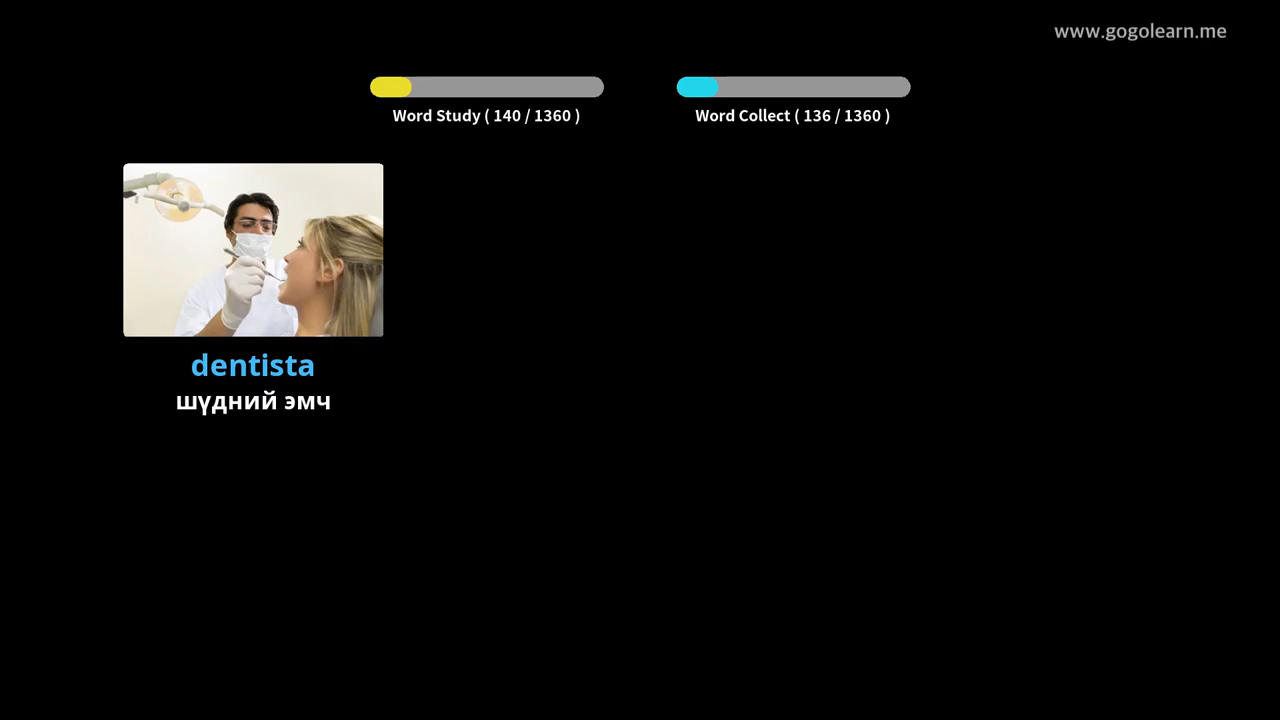 www.gogolearn.me
Word Study ( 140 / 1360 )
Word Collect ( 136 / 1360 )
dentista
шүдний эмч